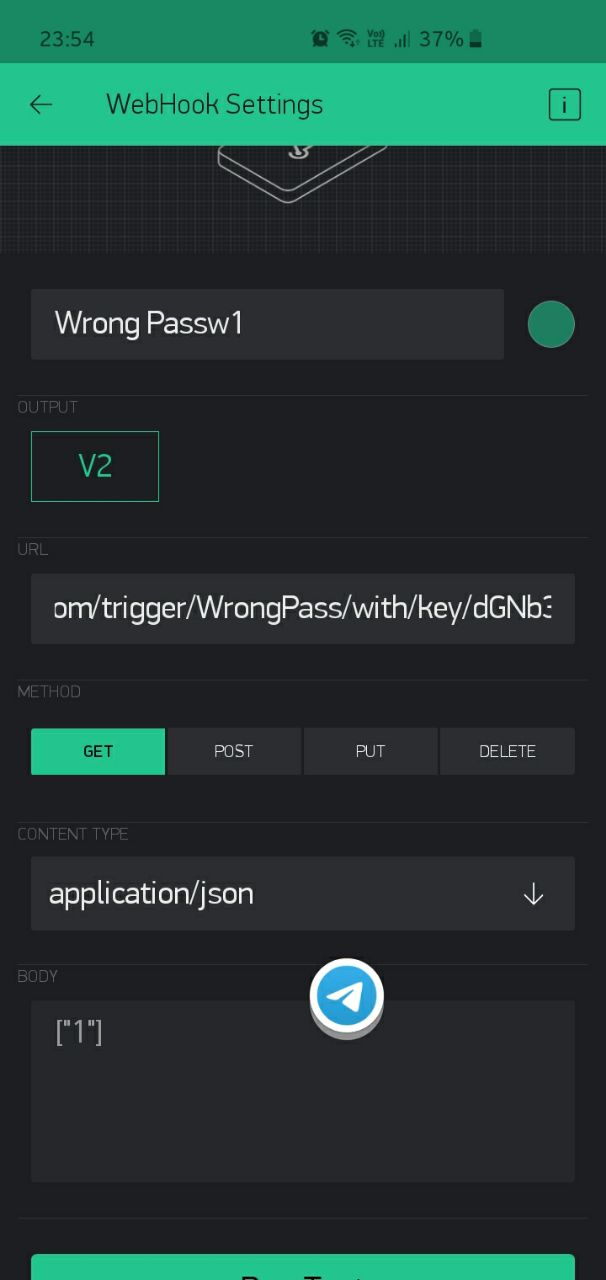 23:54
Vo)) LTE 37%
WebHook Settings
i
Wrong Passw1
OUTPUT
V2
URL
om/trigger/WrongPass/with/key/dGNb3
METHOD
GET POST PUT DELETE
CONTENT TYPE
application/json
BODY
["1"]